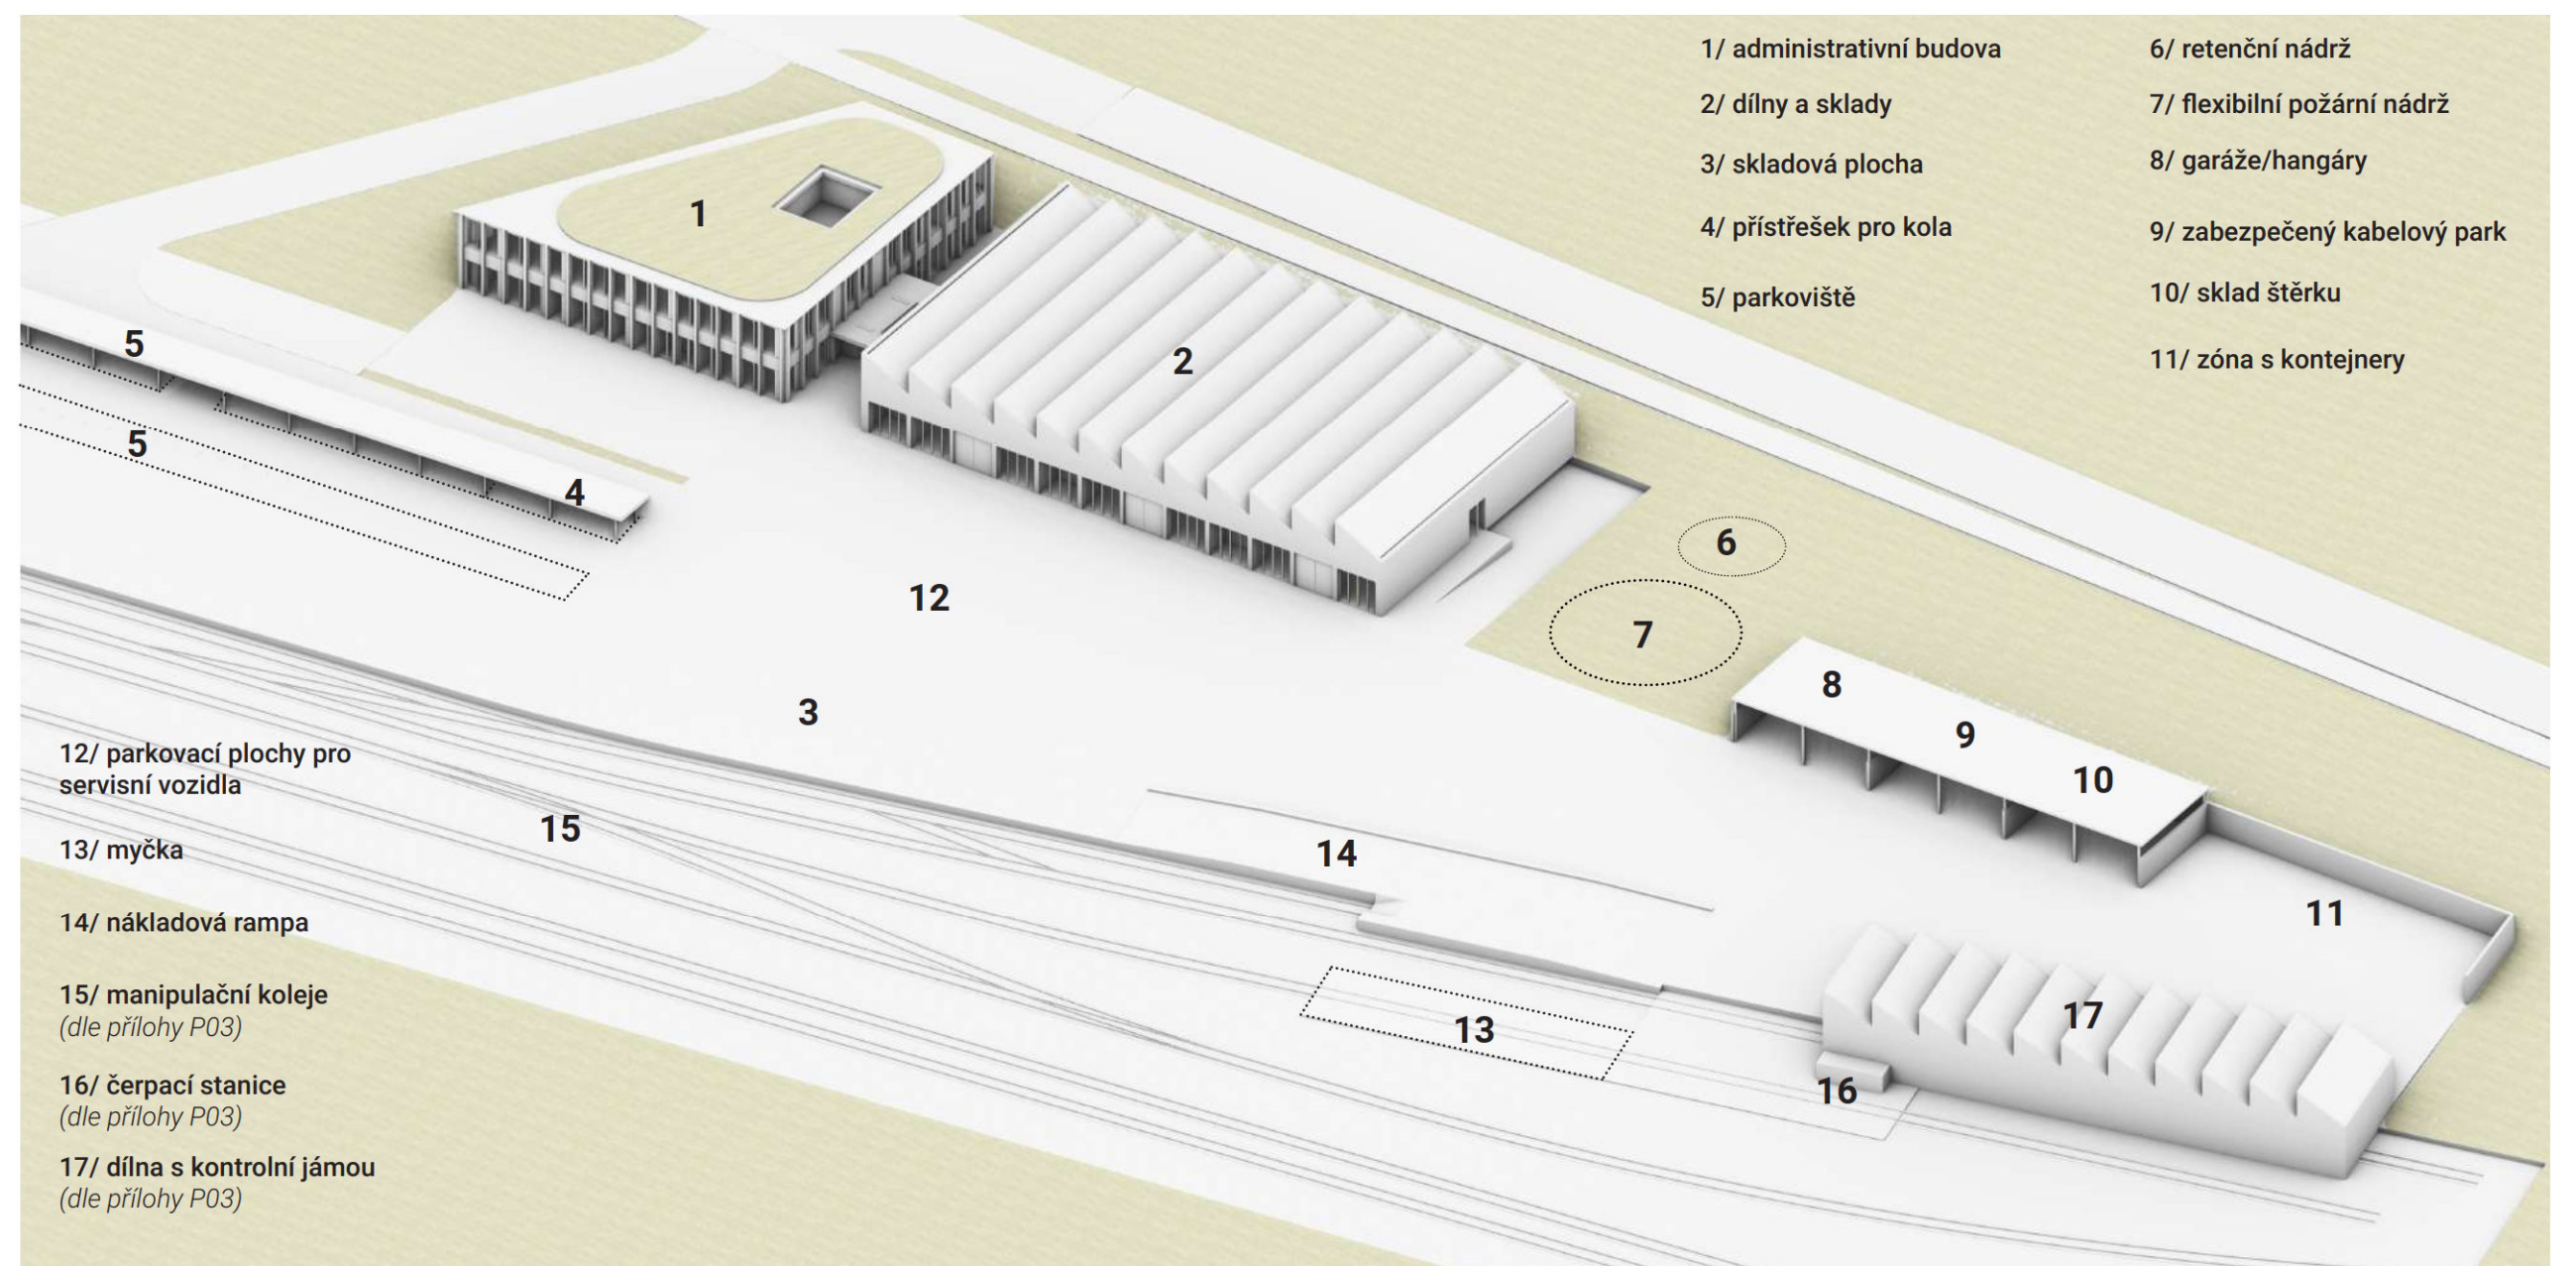 1/ administrativní budova
2/ dílny a sklady
3/ skladová plocha
4/ přístřešek pro kola
5/ parkoviště
6/ retenční nádrž
7/ flexibilní požární nádrž
8/ garáže/hangáry
9/ zabezpečený kabelový park
10/ sklad štěrku
11/ zóna s kontejnery
1
2
5
5
4
6
12
7
8
3
9
10
15
14
11
17
13
16
12/ parkovací plochy pro
servisní vozidla
13/ myčka
14/ nákladová rampa
15/ manipulační koleje
(dle přílohy P03)
16/ čerpací stanice
(dle přílohy P03)
17/ dílna s kontrolní jámou
(dle přílohy P03)